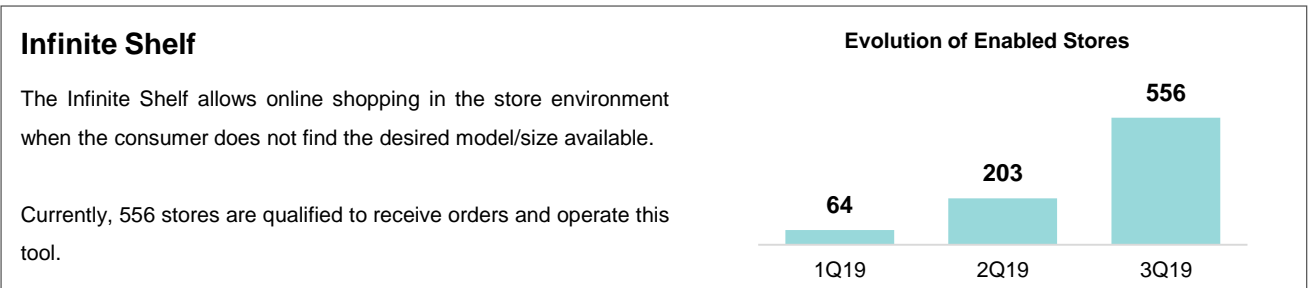 Infinite Shelf
The Infinite Shelf allows online shopping in the store environment
when the consumer does not find the desired model/size available.
Currently, 556 stores are qualified to receive orders and operate this
tool.
Evolution of Enabled Stores
556
203
64
1Q19 2Q19 3Q19